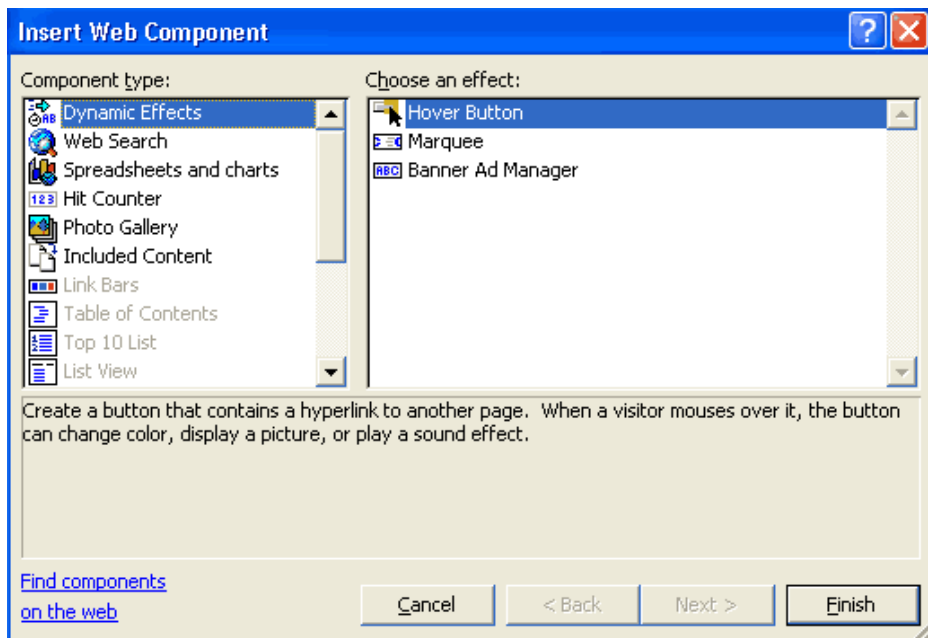 Insert Web Component
Component type:
Choose an effect:
Dynamic Effects
Web Search
Spreadsheets and charts
123 Hit Counter
Photo Gallery
Included Content
Link Bars
Table of Contents
Top 10 List
List View
Hover Button
Marquee
ABC Banner Ad Manager
Create a button that contains a hyperlink to another page. When a visitor mouses over it, the button
can change color, display a picture, or play a sound effect.
Find components
on the web
Cancel
< Back
Next >
Finish